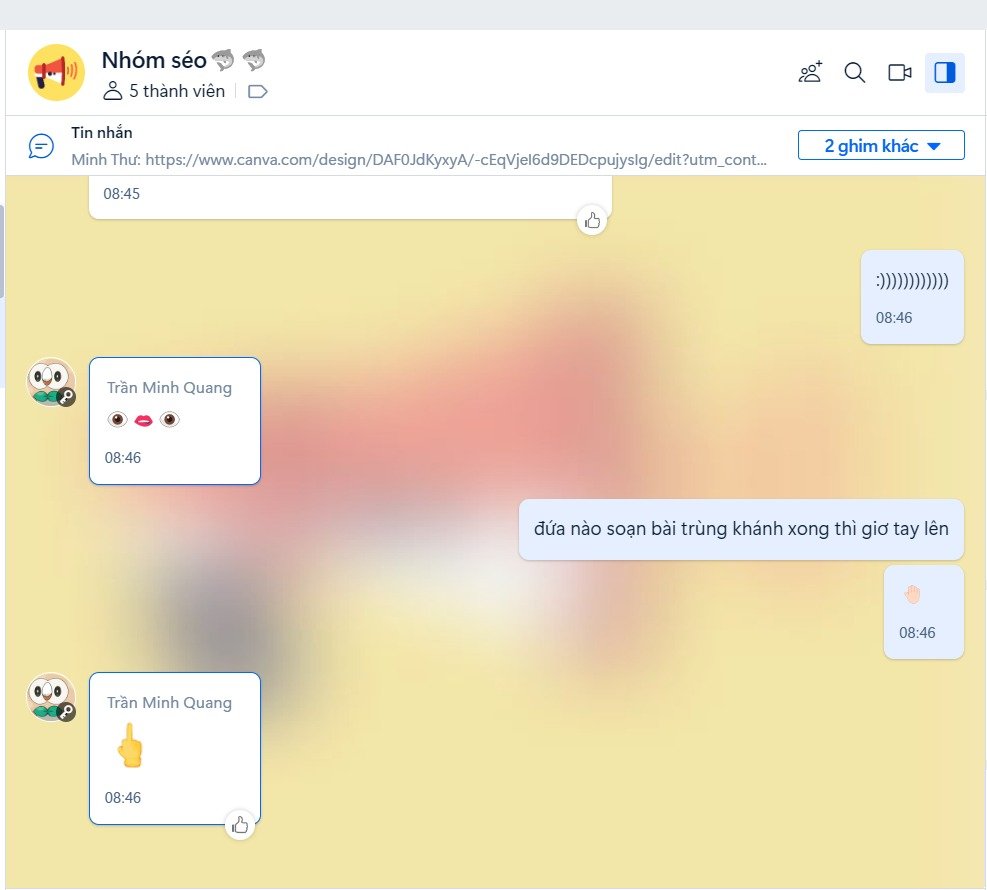 Nhóm séo🦈 🦈
5 thành viên
Tin nhắn
Minh Thư: https://www.canva.com/design/DAF0JdKyxyA/-cEqVjeI6d9DEDcpujyslg/edit?utm_cont...
2 ghim khác
08:45
:))))))))))))
08:46
Trần Minh Quang
👁️👄👁️
08:46
đứa nào soạn bài trùng khánh xong thì giơ tay lên
🤚🏻
08:46
Trần Minh Quang
🖕
08:46